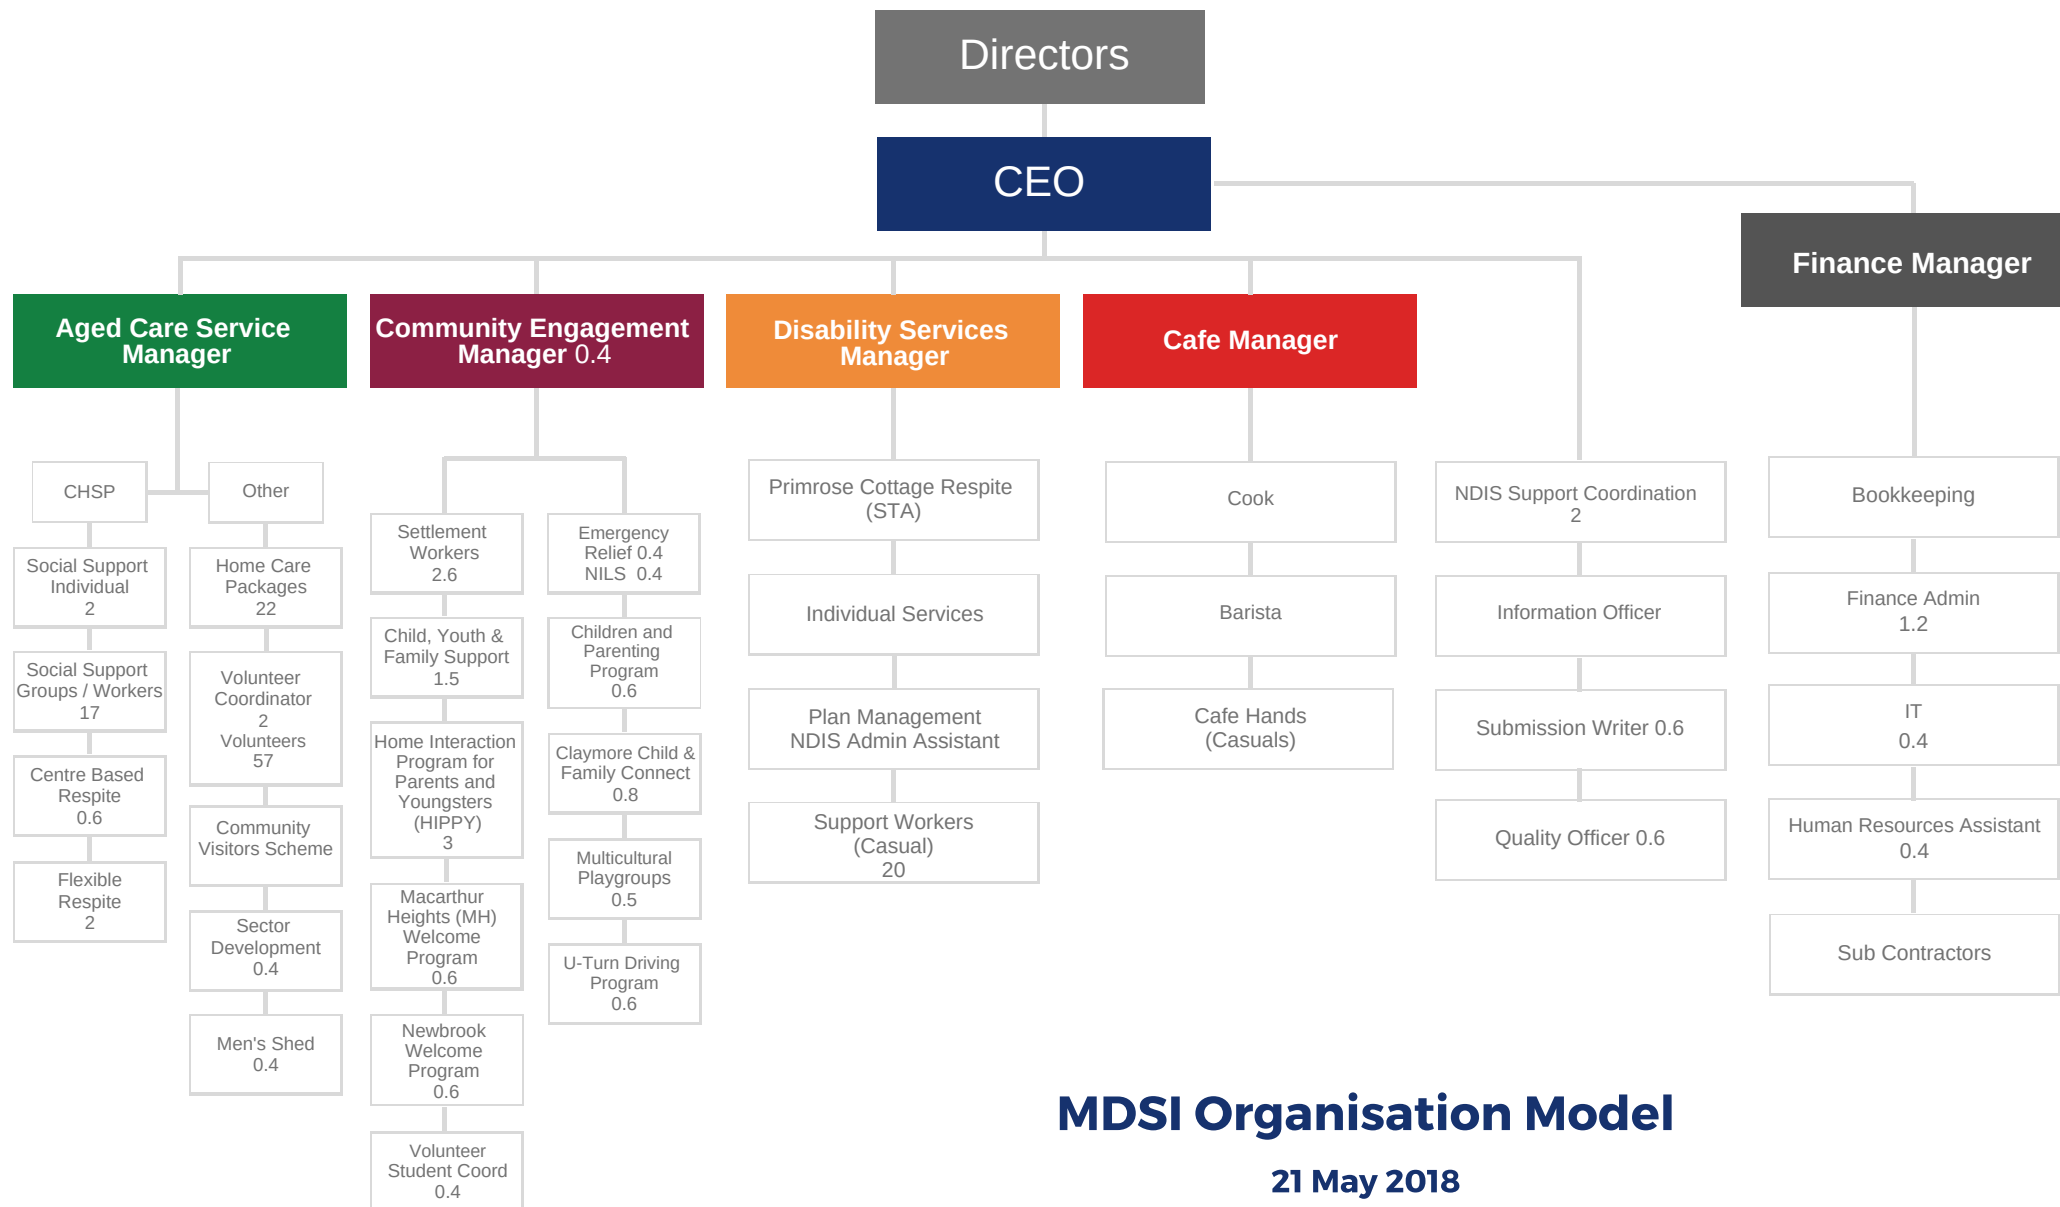 Directors
CEO
Finance Manager
Aged Care Service
Manager
Community Engagement
Manager 0.4
Disability Services
Manager
Cafe Manager
CHSP
Other
Social Support
Individual
2
Social Support
Groups / Workers
17
Centre Based
Respite
0.6
Flexible
Respite
2
Home Care
Packages
22
Volunteer
Coordinator
2
Volunteers
57
Community
Visitors Scheme
Sector
Development
0.4
Men's Shed
0.4
Settlement
Workers
2.6
Child, Youth &
Family Support
1.5
Home Interaction
Program for
Parents and
Youngsters
(HIPPY)
3
Macarthur
Heights (MH)
Welcome
Program
0.6
Newbrook
Welcome
Program
0.6
Volunteer
Student Coord
0.4
Emergency
Relief 0.4
NILS 0.4
Children and
Parenting
Program
0.6
Claymore Child &
Family Connect
0.8
Multicultural
Playgroups
0.5
U-Turn Driving
Program
0.6
Primrose Cottage Respite
(STA)
Individual Services
Plan Management
NDIS Admin Assistant
Support Workers
(Casual)
20
Cook
Barista
Cafe Hands
(Casuals)
NDIS Support Coordination
2
Information Officer
Submission Writer 0.6
Quality Officer 0.6
Bookkeeping
Finance Admin
1.2
IT
0.4
Human Resources Assistant
0.4
Sub Contractors
MDSI Organisation Model
21 May 2018